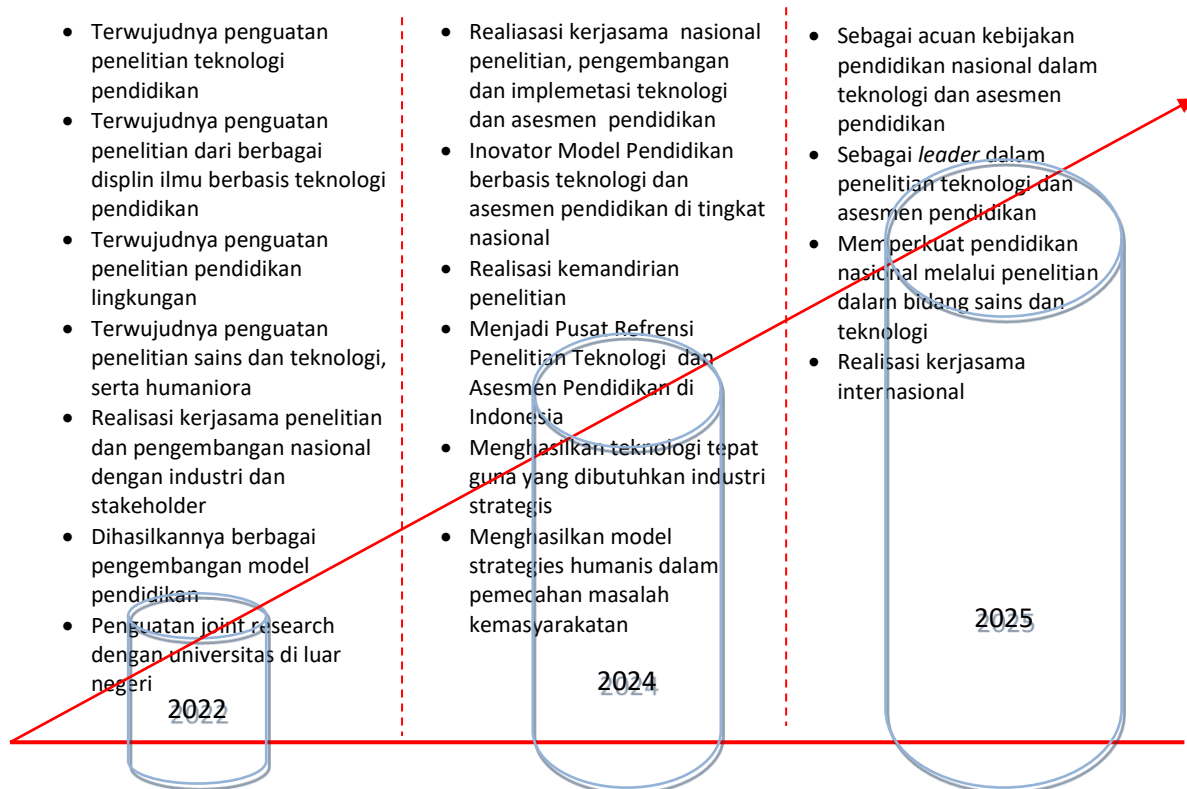 • Terwujudnya penguatan
penelitian teknologi
pendidikan
• Terwujudnya penguatan
penelitian dari berbagai
displin ilmu berbasis teknologi
pendidikan
• Terwujudnya penguatan
penelitian pendidikan
lingkungan
• Terwujudnya penguatan
penelitian sains dan teknologi,
serta humaniora
• Realisasi kerjasama penelitian
dan pengembangan nasional
dengan industri dan
stakeholder
• Dihasilkannya berbagai
pengembangan model
pendidikan
• Penguatan joint research
dengan universitas di luar
negeri
2022
• Realiasasi kerjasama nasional
penelitian, pengembangan
dan implemetasi teknologi
dan asesmen pendidikan
• Inovator Model Pendidikan
berbasis teknologi dan
asesmen pendidikan di tingkat
nasional
• Realisasi kemandirian
penelitian
• Menjadi Pusat Refrensi
Penelitian Teknologi dan
Asesmen Pendidikan di
Indonesia
• Menghasilkan teknologi tepat
guna yang dibutuhkan industri
strategis
• Menghasilkan model
strategies humanis dalam
pemecahan masalah
kemasyarakatan
2024
• Sebagai acuan kebijakan
pendidikan nasional dalam
teknologi dan asesmen
pendidikan
• Sebagai leader dalam
penelitian teknologi dan
asesmen pendidikan
• Memperkuat pendidikan
nasional melalui penelitian
dalam bidang sains dan
teknologi
• Realisasi kerjasama
internasional
2025